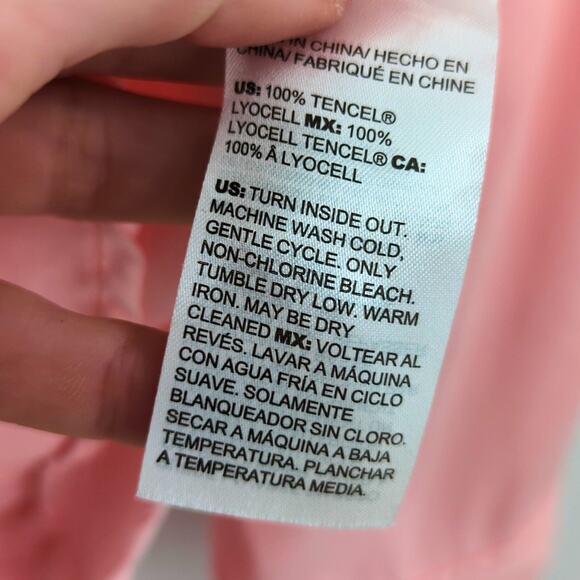 IN CHINA/ HECHO EN
CHINA/ FABRIQUÉ EN CHINE
US: 100% TENCEL®
LYOCELL MX: 100%
LYOCELL TENCEL® CA:
100% Â LYOCELL
US: TURN INSIDE OUT.
MACHINE WASH COLD,
GENTLE CYCLE. ONLY
NON-CHLORINE BLEACH.
TUMBLE DRY LOW. WARM
IRON. MAY BE DRY
CLEANED MX: VOLTEAR AL
REVÉS. LAVAR A MÁQUINA
CON AGUA FRÍA EN CICLO
SUAVE. SOLAMENTE
BLANQUEADOR SIN CLORO.
SECAR A MÁQUINA A BAJA
TEMPERATURA. PLANCHAR
A TEMPERATURA MEDIA.